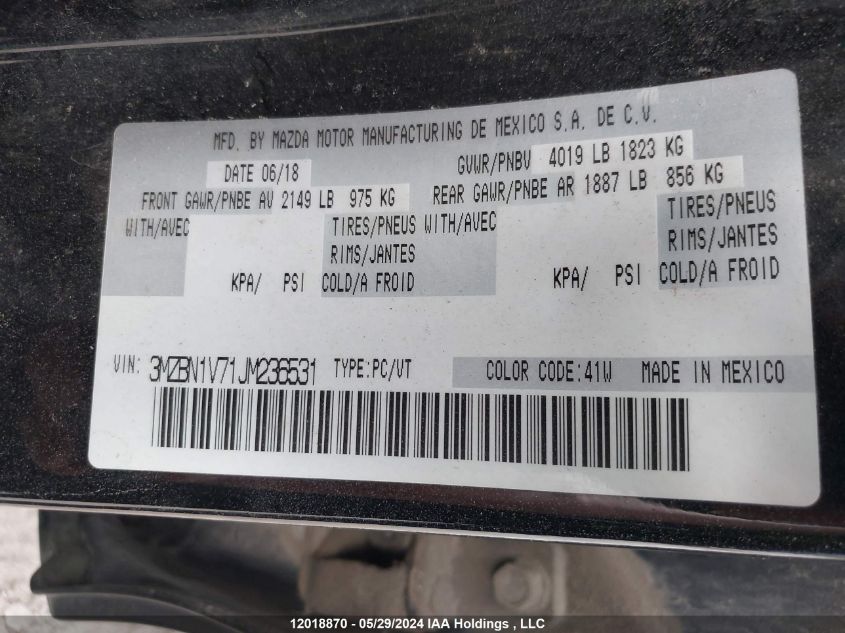 MFD. BY MAZDA MOTOR MANUFACTURING DE MEXICO S.A. DE C.V.
DATE 06/18 GVWR/PNBV 4019 LB 1823 KG
FRONT GAWR/PNBE AV 2149 LB 975 KG REAR GAWR/PNBE AR 1887 LB 856 KG
WITH/AVEC TIRES/PNEUS WITH/AVEC TIRES/PNEUS
RIMS/JANTES RIMS/JANTES
KPA/ PSI COLD/A FROID KPA/ PSI COLD/A FROID
VIN: 3MZBN1V71JM236531 TYPE:PC/VT COLOR CODE:41W MADE IN MEXICO
12018870 - 05/29/2024 IAA Holdings , LLC